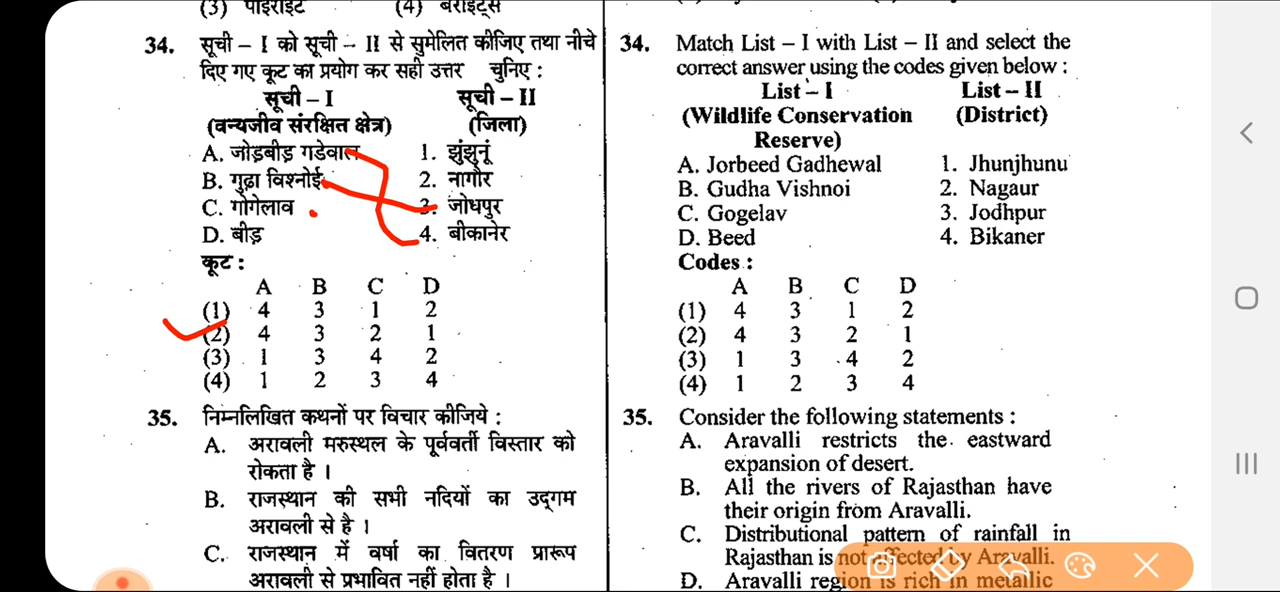 (3) पाइराइट (4) बराइट्स
34. सूची – I को सूची – II से सुमेलित कीजिए तथा नीचे
दिए गए कूट का प्रयोग कर सही उत्तर चुनिए :
सूची – I सूची – II
(वन्यजीव संरक्षित क्षेत्र) (जिला)
A. जोड़बीड़ गडेवाल 1. झुंझुनूं
B. गुढ़ा विश्नोई 2. नागौर
C. गोगेलाव 3. जोधपुर
D. बीड़ 4. बीकानेर
कूट :
A B C D
(1) 4 3 1 2
(2) 4 3 2 1
(3) 1 3 4 2
(4) 1 2 3 4
35. निम्नलिखित कथनों पर विचार कीजिये :
A. अरावली मरुस्थल के पूर्ववर्ती विस्तार को
रोकता है ।
B. राजस्थान की सभी नदियों का उद्गम
अरावली से है ।
C. राजस्थान में वर्षा का वितरण प्रारूप
अरावली से प्रभावित नहीं होता है ।
34. Match List – I with List – II and select the
correct answer using the codes given below :
List – I List – II
(Wildlife Conservation (District)
Reserve)
A. Jorbeed Gadhewal 1. Jhunjhunu
B. Gudha Vishnoi 2. Nagaur
C. Gogelav 3. Jodhpur
D. Beed 4. Bikaner
Codes :
A B C D
(1) 4 3 1 2
(2) 4 3 2 1
(3) 1 3 4 2
(4) 1 2 3 4
35. Consider the following statements :
A. Aravalli restricts the eastward
expansion of desert.
B. All the rivers of Rajasthan have
their origin from Aravalli.
C. Distributional pattern of rainfall in
Rajasthan is not affected by Aravalli.
D. Aravalli region is rich in metallic